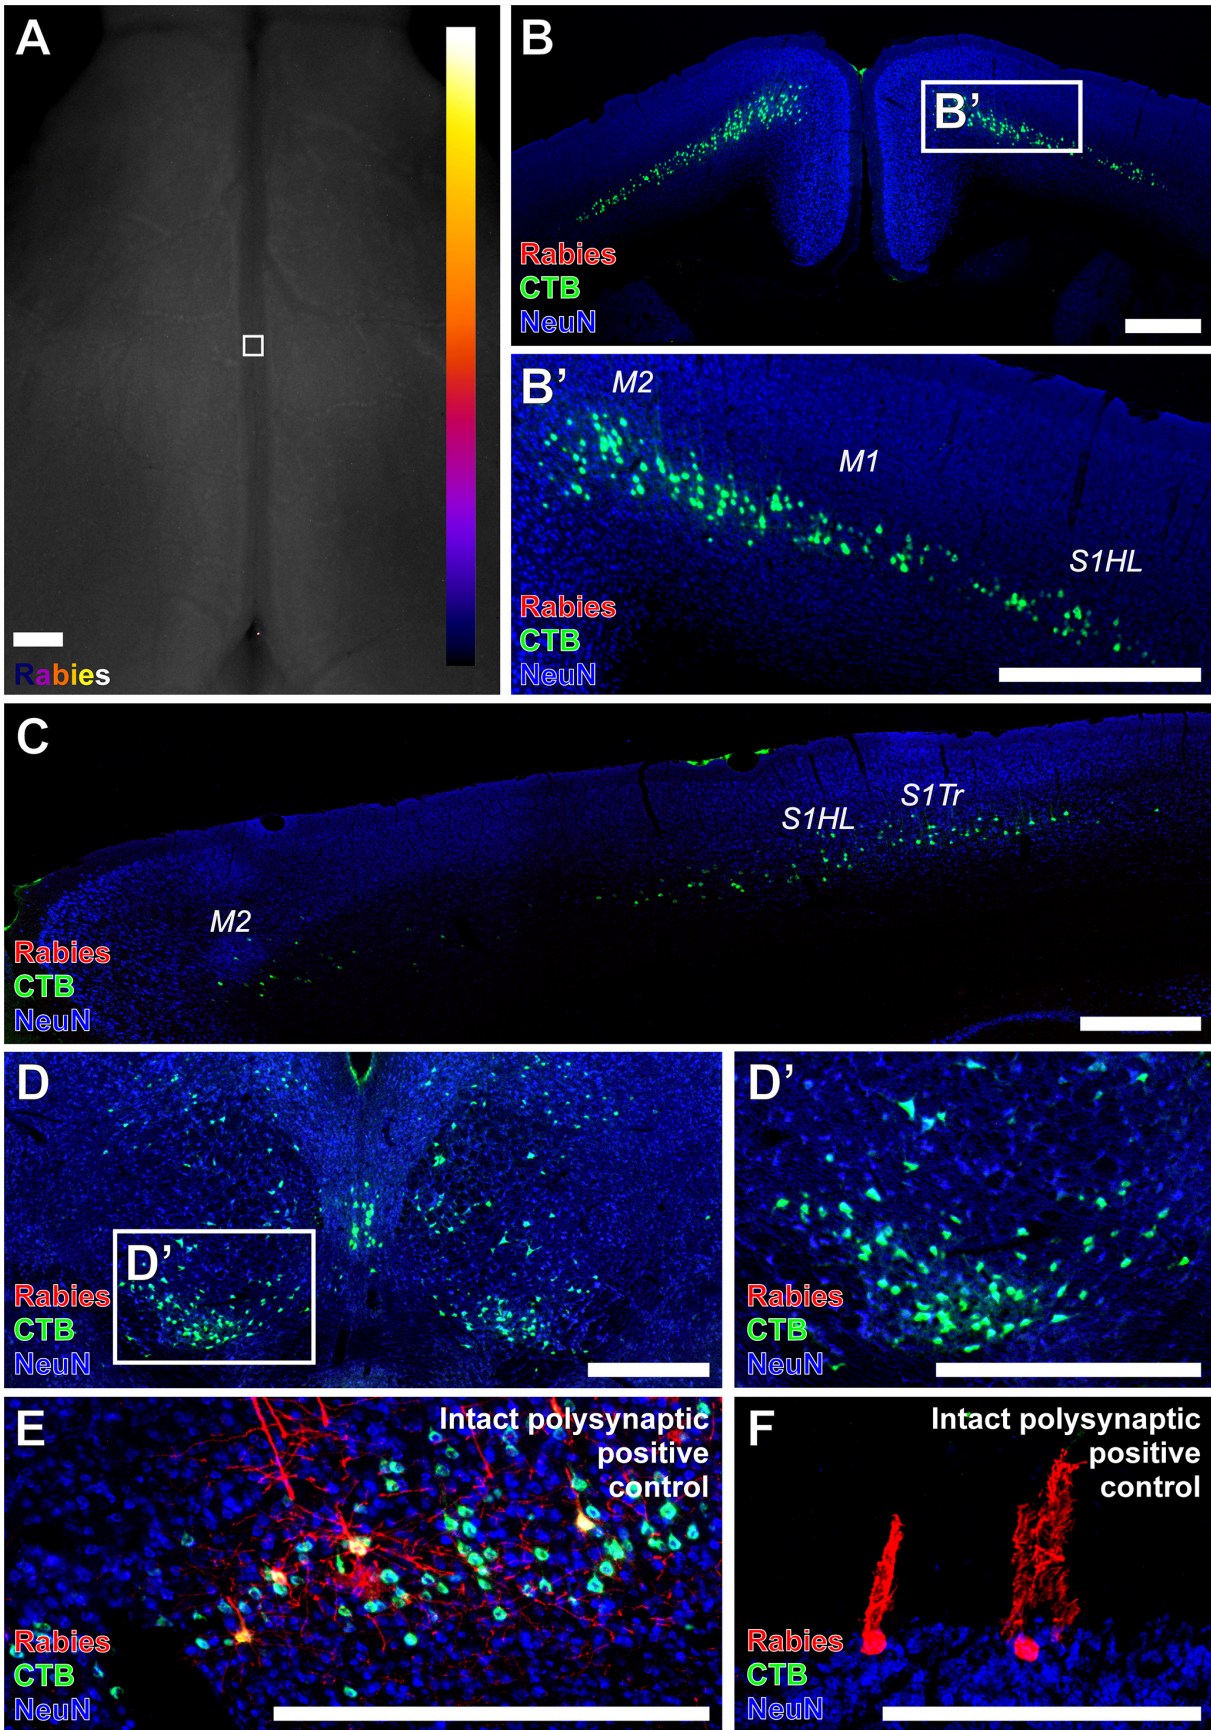 A
Rabies
B
B’
Rabies
CTB
NeuN
B’
M2
M1
S1HL
Rabies
CTB
NeuN
C
M2
S1HL
S1Tr
Rabies
CTB
NeuN
D
D’
Rabies
CTB
NeuN
D’
Rabies
CTB
NeuN
E
Intact polysynaptic
positive
control
Rabies
CTB
NeuN
F
Intact polysynaptic
positive
control
Rabies
CTB
NeuN